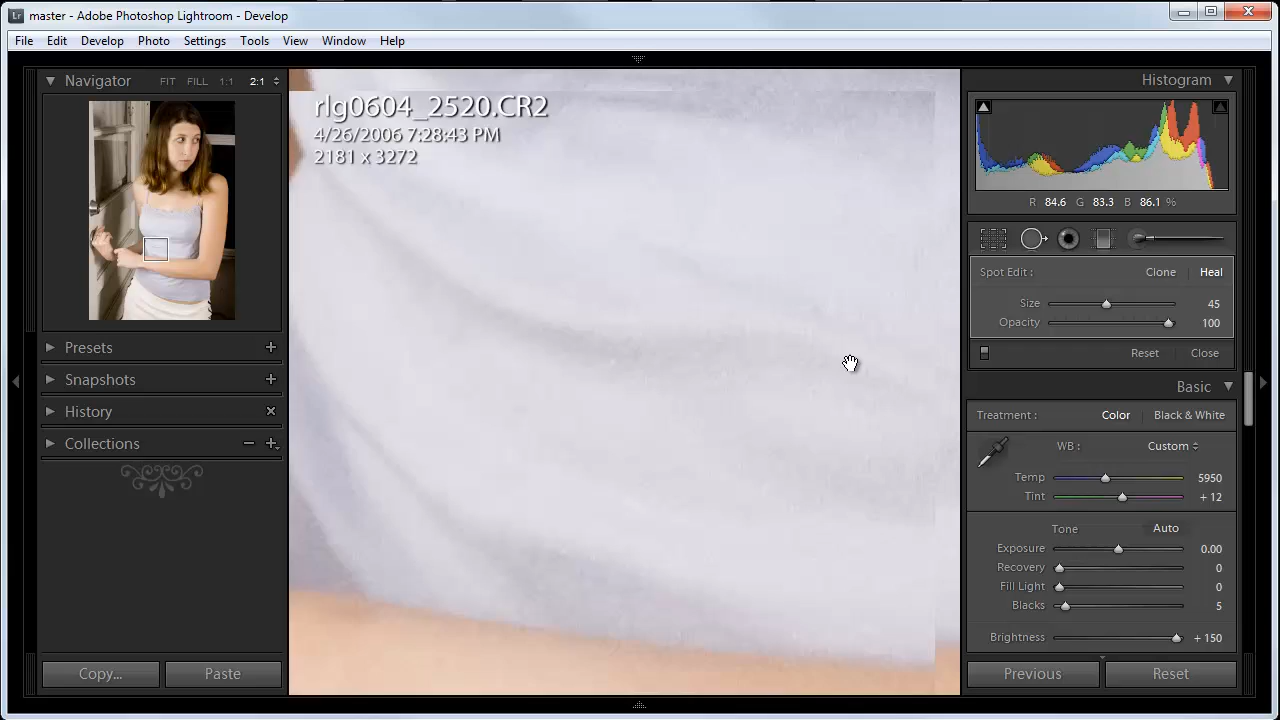 Lr master - Adobe Photoshop Lightroom - Develop
File Edit Develop Photo Settings Tools View Window Help
Navigator FIT FILL 1:1 2:1
Presets
Snapshots
History
Collections
Copy... Paste
rlg0604_2520.CR2
4/26/2006 7:28:43 PM
2181 x 3272
Histogram
R 84.6 G 83.3 B 86.1 %
Spot Edit : Clone Heal
Size 45
Opacity 100
Reset Close
Basic
Treatment : Color Black & White
WB : Custom
Temp 5950
Tint + 12
Tone Auto
Exposure 0.00
Recovery 0
Fill Light 0
Blacks 5
Brightness + 150
Previous Reset